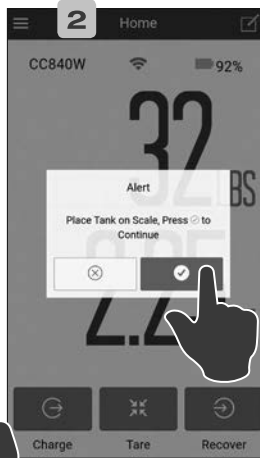 2
Home
CC840W
92%
32
LBS
Alert
Place Tank on Scale, Press ✓ to
Continue
2.2
Charge
Tare
Recover